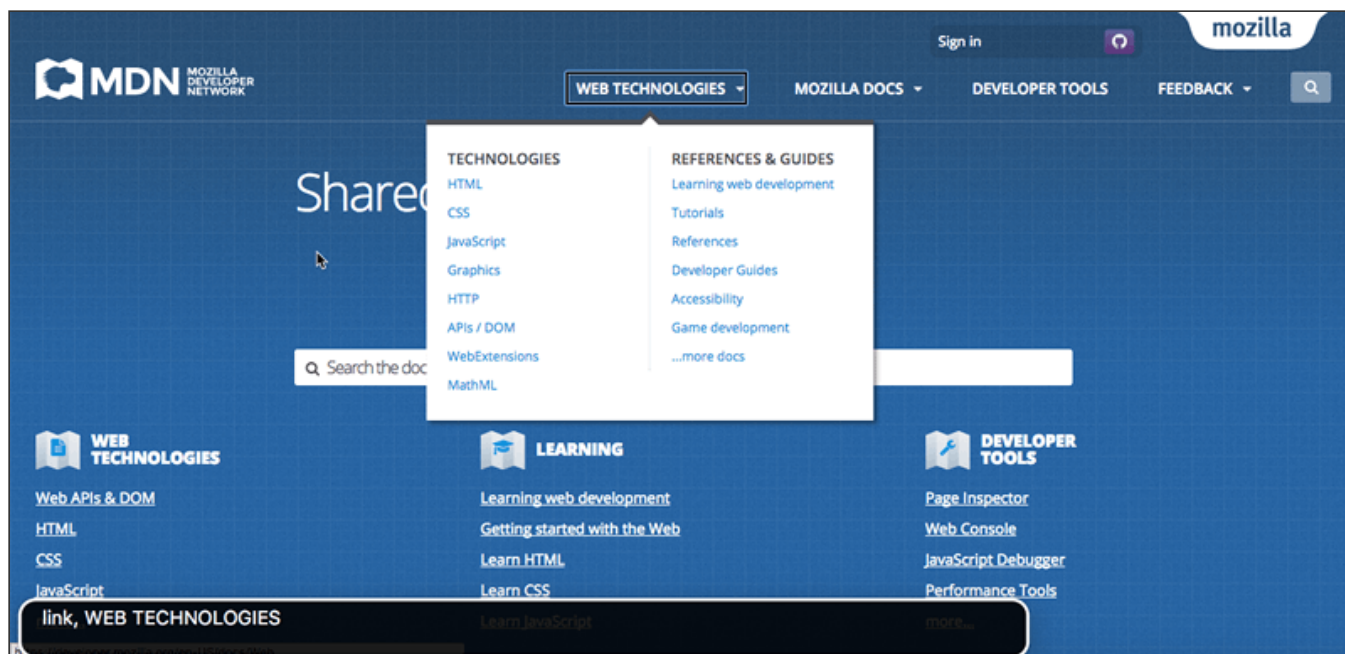 mozilla
Sign in
MDN MOZILLA DEVELOPER NETWORK
WEB TECHNOLOGIES
MOZILLA DOCS
DEVELOPER TOOLS
FEEDBACK
TECHNOLOGIES
HTML
CSS
JavaScript
Graphics
HTTP
APIs / DOM
WebExtensions
MathML
REFERENCES & GUIDES
Learning web development
Tutorials
References
Developer Guides
Accessibility
Game development
...more docs
Share
Search the doc
WEB
TECHNOLOGIES
Web APIs & DOM
HTML
CSS
JavaScript
LEARNING
Learning web development
Getting started with the Web
Learn HTML
Learn CSS
Learn JavaScript
DEVELOPER
TOOLS
Page Inspector
Web Console
JavaScript Debugger
Performance Tools
more...
link, WEB TECHNOLOGIES